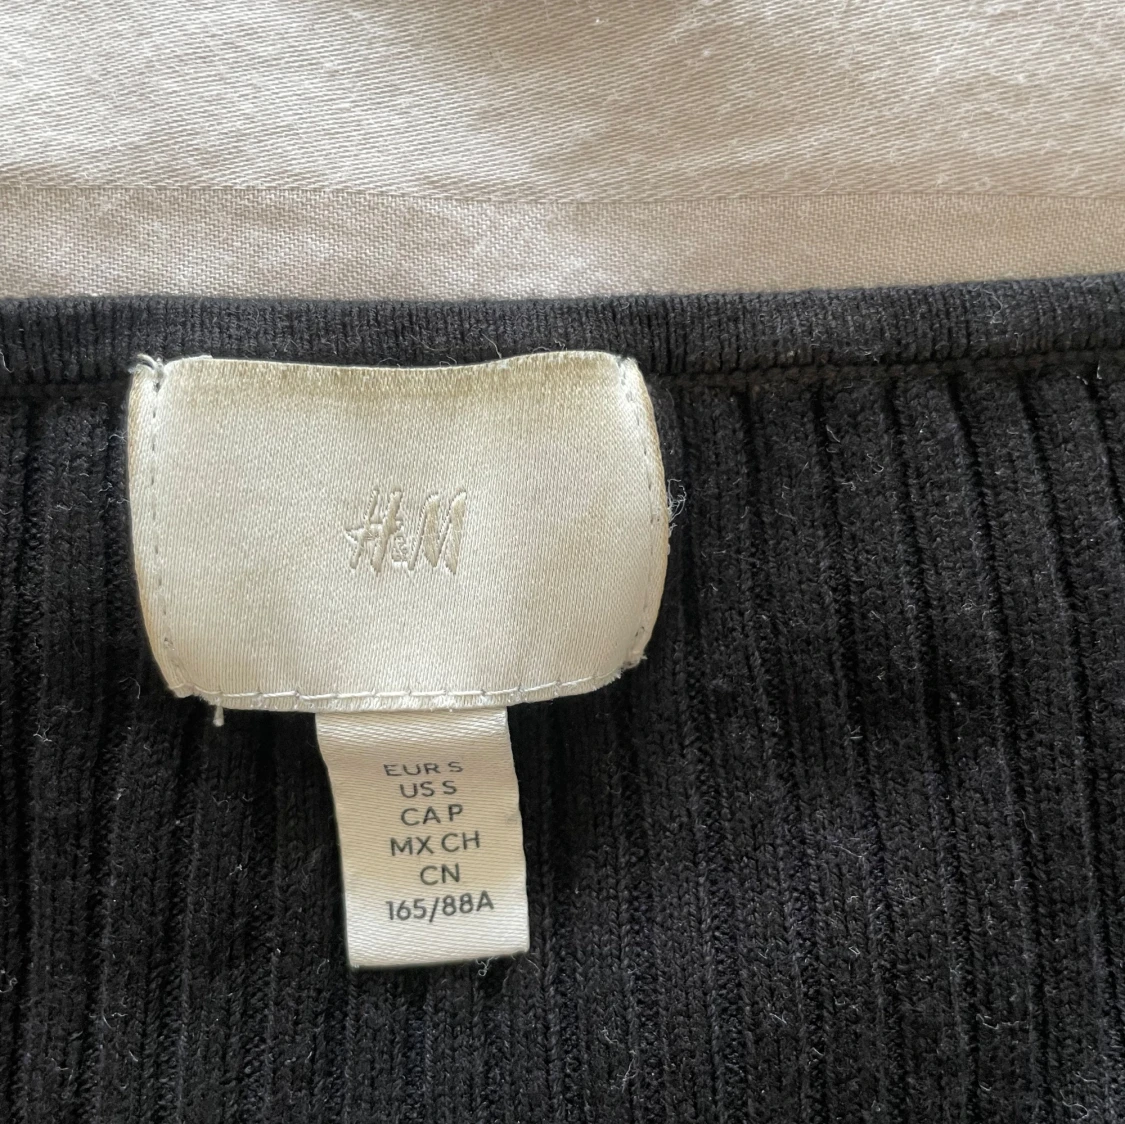 H&M
EUR S
US S
CA P
MX CH
CN
165/88A